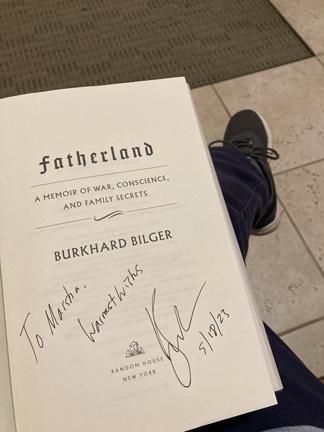 Fatherland
A MEMOIR OF WAR, CONSCIENCE,
AND FAMILY SECRETS
BURKHARD BILGER
To Marsha.
Warmest wishes
5/18/23
RANDOM HOUSE
NEW YORK